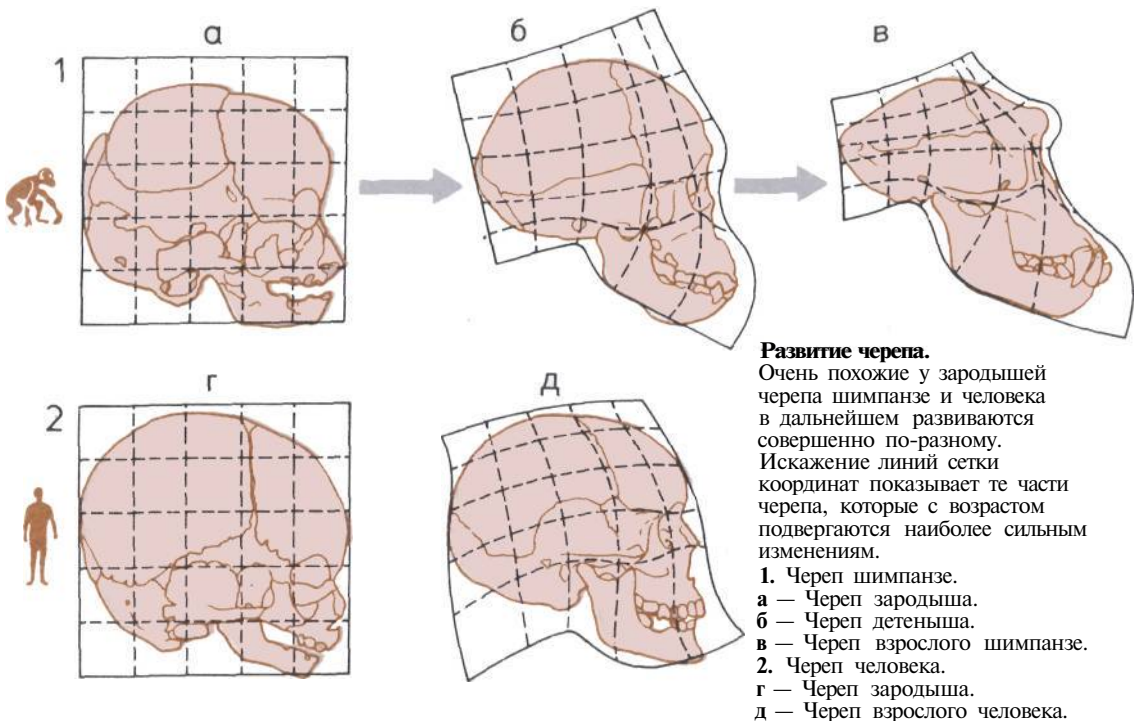 а
б
в
1
г
д
2
Развитие черепа.
Очень похожие у зародышей
черепа шимпанзе и человека
в дальнейшем развиваются
совершенно по-разному.
Искажение линий сетки
координат показывает те части
черепа, которые с возрастом
подвергаются наиболее сильным
изменениям.
1. Череп шимпанзе.
а — Череп зародыша.
б — Череп детеныша.
в — Череп взрослого шимпанзе.
2. Череп человека.
г — Череп зародыша.
д — Череп взрослого человека.